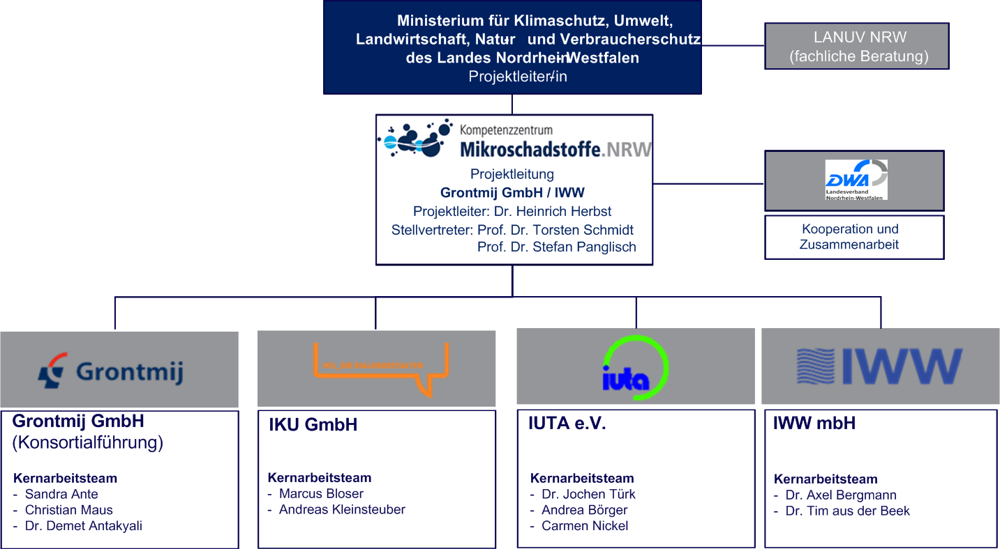 Ministerium für Klimaschutz, Umwelt,
Landwirtschaft, Natur- und Verbraucherschutz
des Landes Nordrhein-Westfalen
Projektleiter/-in
LANUV NRW
(fachliche Beratung)
Kompetenzzentrum
Mikroschadstoffe.NRW
Projektleitung
Grontmij GmbH / IWW
Projektleiter: Dr. Heinrich Herbst
Stellvertreter: Prof. Dr. Torsten Schmidt
Prof. Dr. Stefan Panglisch
DWA
Landesverband
Nordrhein-Westfalen
Kooperation und
Zusammenarbeit
Grontmij
Grontmij GmbH
(Konsortialführung)
Kernarbeitsteam
- Sandra Ante
- Christian Maus
- Dr. Demet Antakyali
IKU_DIE DIALOGGESTALTER
IKU GmbH
Kernarbeitsteam
- Marcus Bloser
- Andreas Kleinsteuber
iuta
IUTA e.V.
Kernarbeitsteam
- Dr. Jochen Türk
- Andrea Börger
- Carmen Nickel
IWW
IWW mbH
Kernarbeitsteam
- Dr. Axel Bergmann
- Dr. Tim aus der Beek